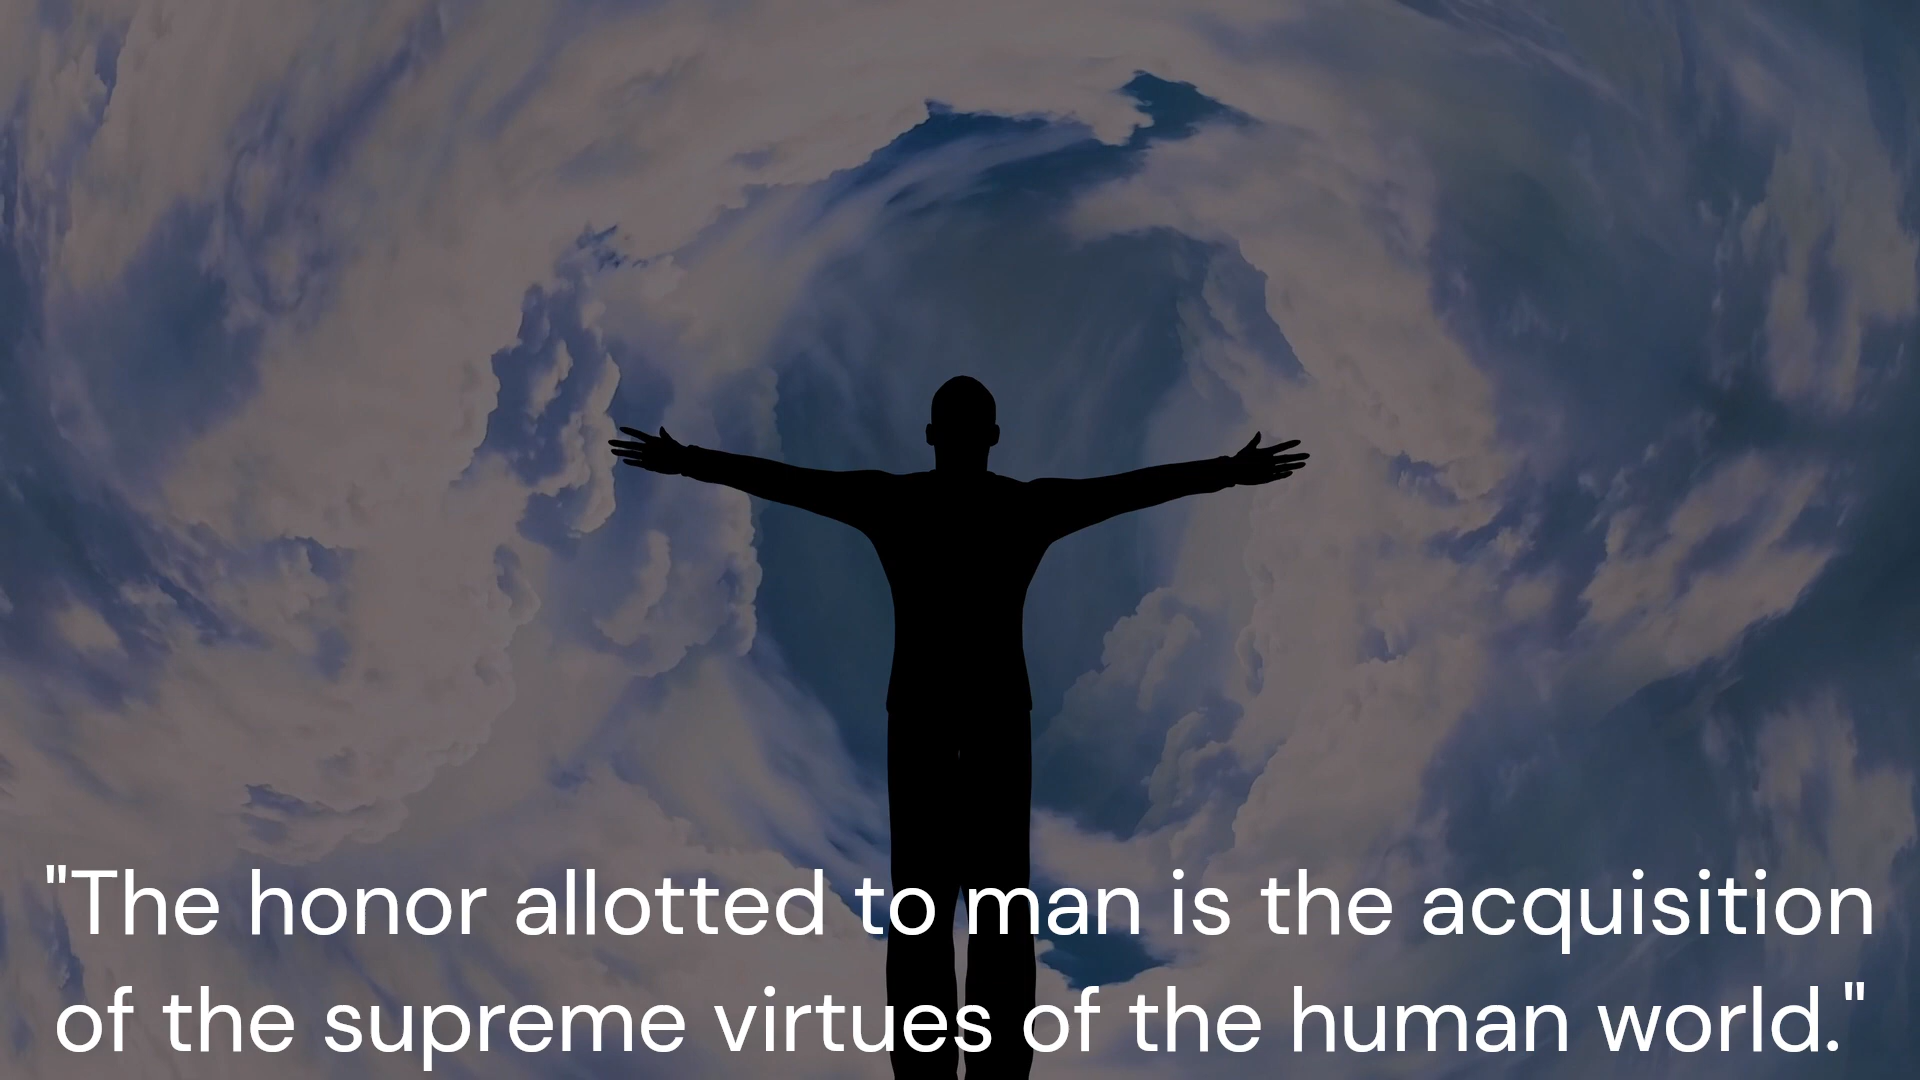 "The honor allotted to man is the acquisition
of the supreme virtues of the human world."